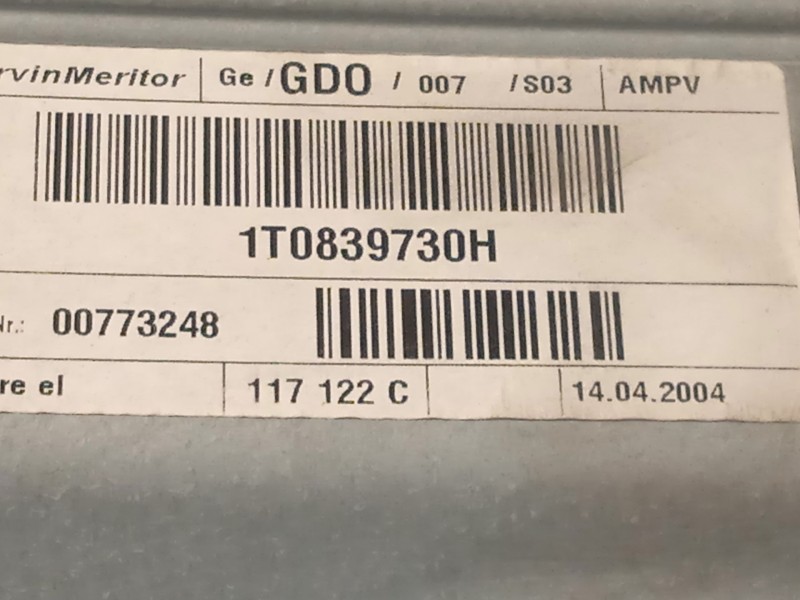 rvinMeritor Ge / GDO / 007 / S03 AMPV
1T0839730H
Nr.: 00773248
re el 117 122 C 14.04.2004